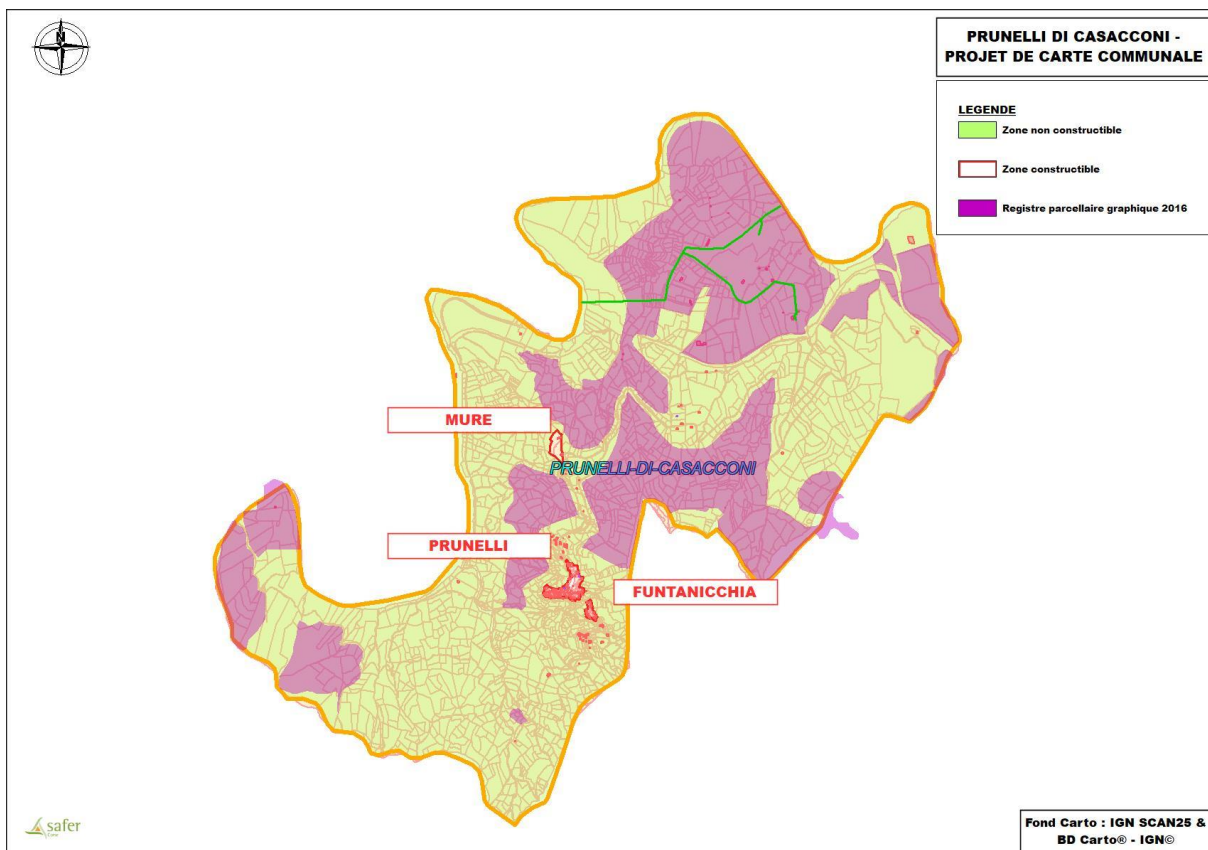 N
PRUNELLI DI CASACCONI -
PROJET DE CARTE COMMUNALE
LEGENDE
Zone non constructible
Zone constructible
Registre parcellaire graphique 2016
MURE
PRUNELLI-DI-CASACCONI
PRUNELLI
FUNTANICCHIA
safer
Fond Carto : IGN SCAN25 &
BD Carto® - IGN©